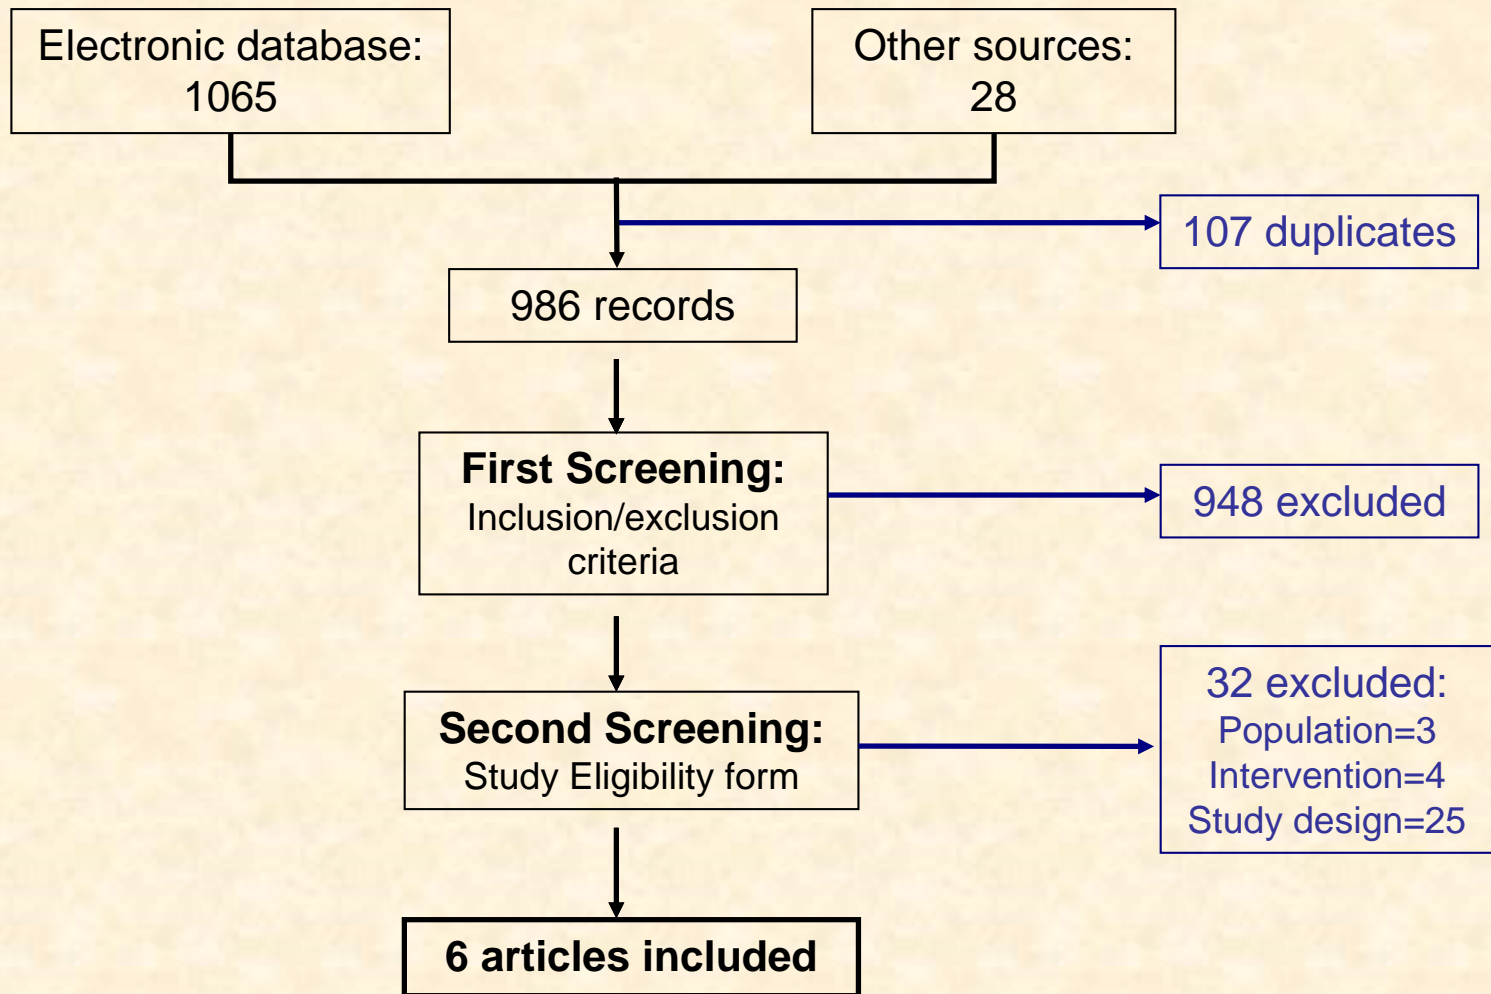 Electronic database:
1065
Other sources:
28
107 duplicates
986 records
First Screening:
Inclusion/exclusion
criteria
948 excluded
Second Screening:
Study Eligibility form
32 excluded:
Population=3
Intervention=4
Study design=25
6 articles included